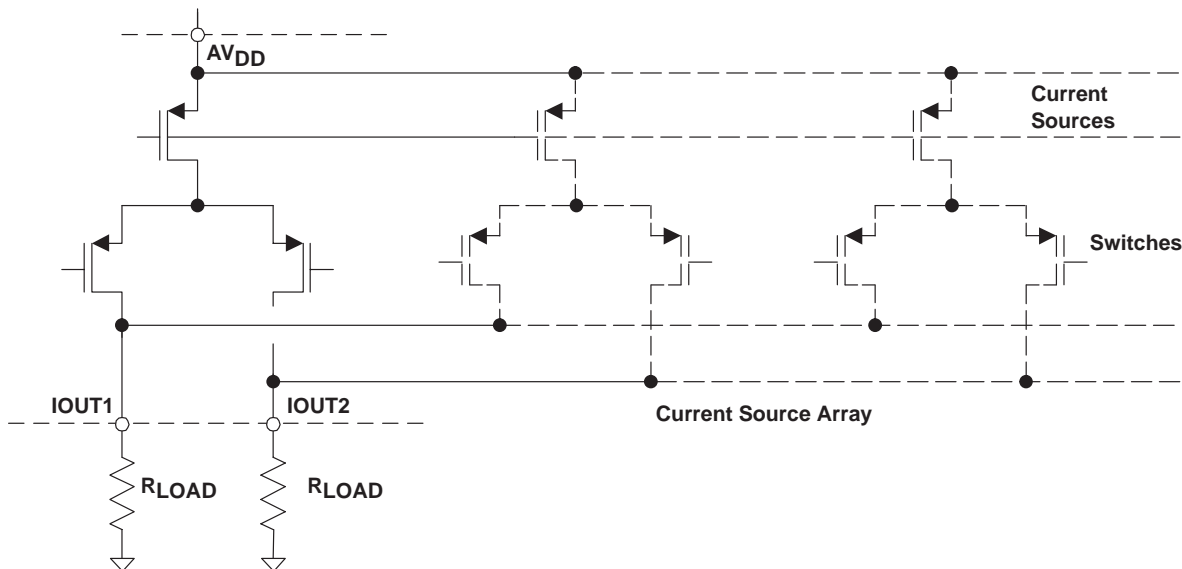 AVDD
Current
Sources
Switches
IOUT1
IOUT2
Current Source Array
RLOAD
RLOAD